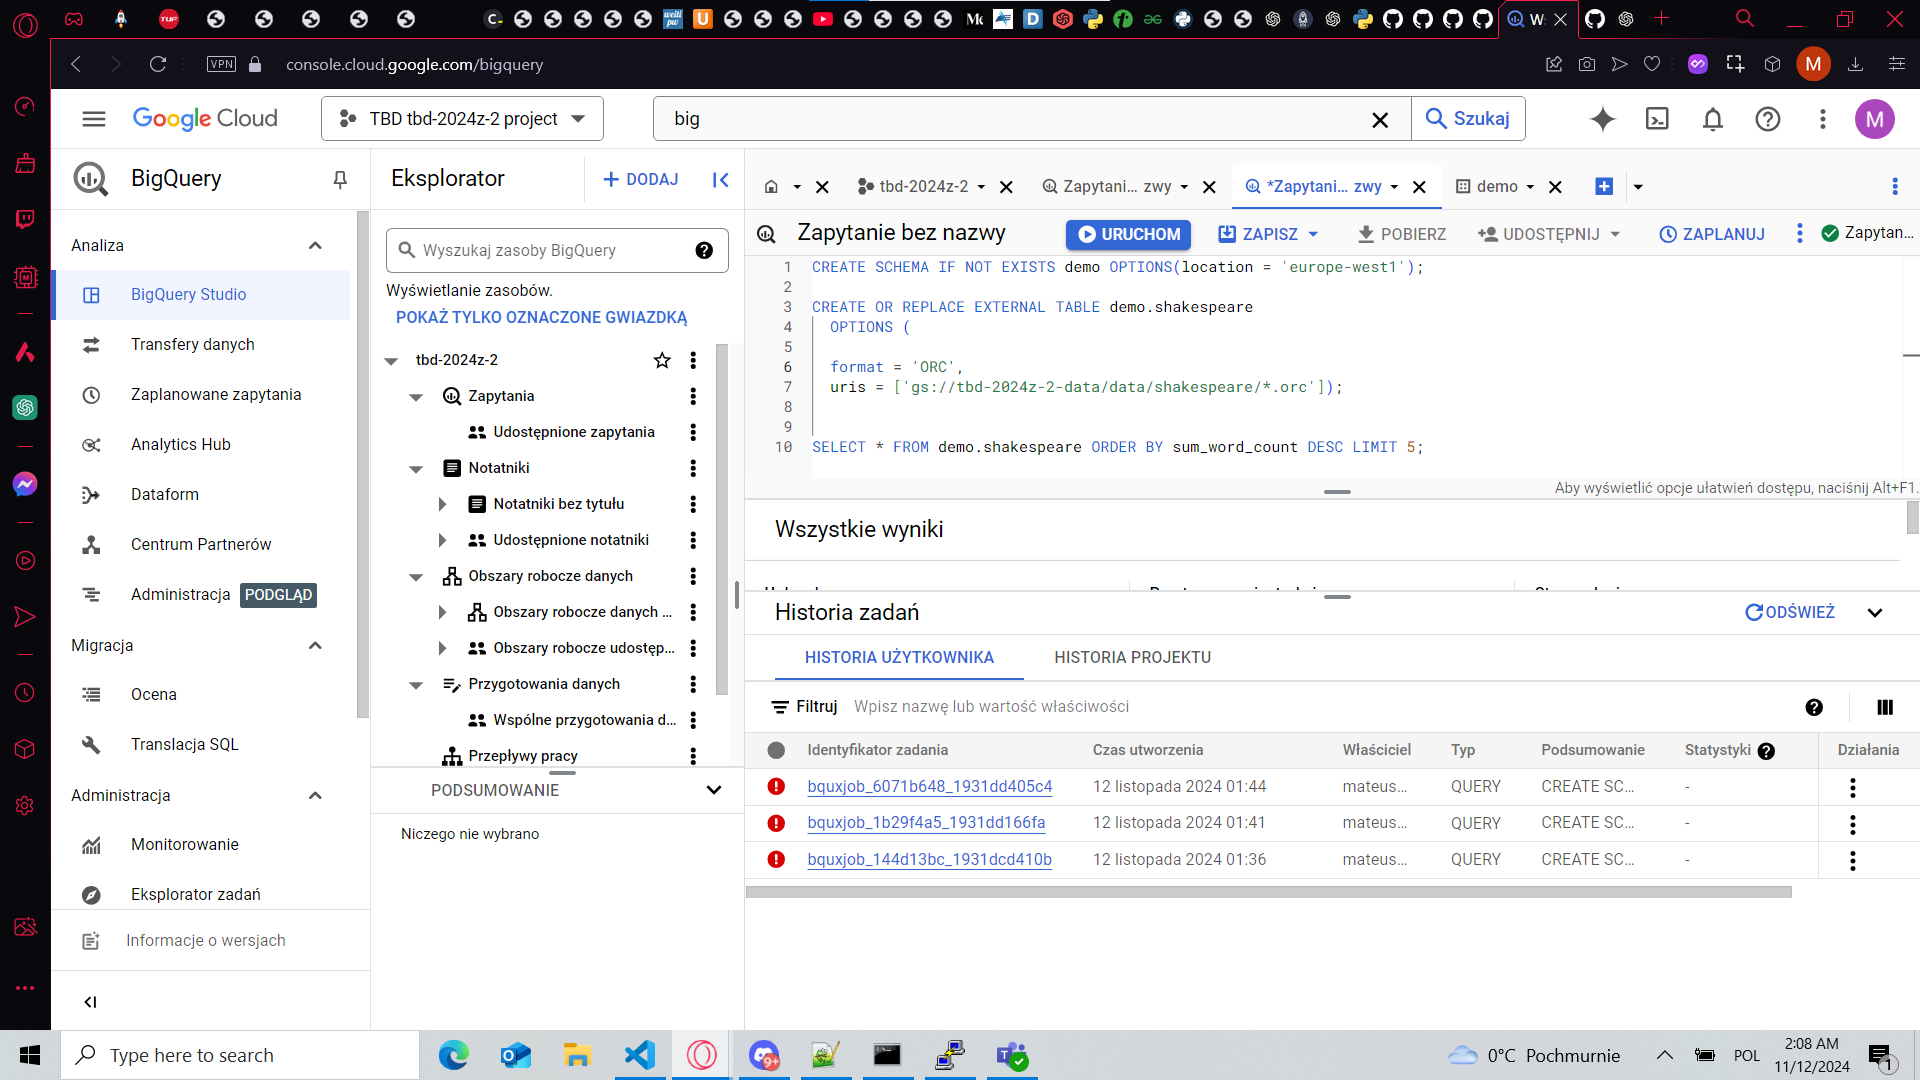 W
VPN
console.cloud.google.com/bigquery
M
Google Cloud
TBD tbd-2024z-2 project
big
Szukaj
M
BigQuery
Analiza
BigQuery Studio
Transfery danych
Zaplanowane zapytania
Analytics Hub
Dataform
Centrum Partnerów
Administracja PODGLĄD
Migracja
Ocena
Translacja SQL
Administracja
Monitorowanie
Eksplorator zadań
Informacje o wersjach
Eksplorator
DODAJ
Wyszukaj zasoby BigQuery
Wyświetlanie zasobów.
POKAŻ TYLKO OZNACZONE GWIAZDKĄ
tbd-2024z-2
Zapytania
Udostępnione zapytania
Notatniki
Notatniki bez tytułu
Udostępnione notatniki
Obszary robocze danych
Obszary robocze danych ...
Obszary robocze udostęp...
Przygotowania danych
Wspólne przygotowania d...
Przepływy pracy
PODSUMOWANIE
Niczego nie wybrano
tbd-2024z-2
Zapytani... zwy
*Zapytani... zwy
demo
Zapytanie bez nazwy
URUCHOM
ZAPISZ
POBIERZ
UDOSTĘPNIJ
ZAPLANUJ
Zapytan...
1 CREATE SCHEMA IF NOT EXISTS demo OPTIONS(location = 'europe-west1');
2
3 CREATE OR REPLACE EXTERNAL TABLE demo.shakespeare
4 OPTIONS (
5
6 format = 'ORC',
7 uris = ['gs://tbd-2024z-2-data/data/shakespeare/*.orc']);
8
9
10 SELECT * FROM demo.shakespeare ORDER BY sum_word_count DESC LIMIT 5;
Aby wyświetlić opcje ułatwień dostępu, naciśnij Alt+F1.
Wszystkie wyniki
Historia zadań
ODŚWIEŻ
HISTORIA UŻYTKOWNIKA
HISTORIA PROJEKTU
Filtruj Wpisz nazwę lub wartość właściwości
Identyfikator zadania Czas utworzenia Właściciel Typ Podsumowanie Statystyki Działania
bquxjob_6071b648_1931dd405c4 12 listopada 2024 01:44 mateus... QUERY CREATE SC... -
bquxjob_1b29f4a5_1931dd166fa 12 listopada 2024 01:41 mateus... QUERY CREATE SC... -
bquxjob_144d13bc_1931dcd410b 12 listopada 2024 01:36 mateus... QUERY CREATE SC... -
Type here to search
9+
0°C Pochmurnie
POL
2:08 AM
11/12/2024
1